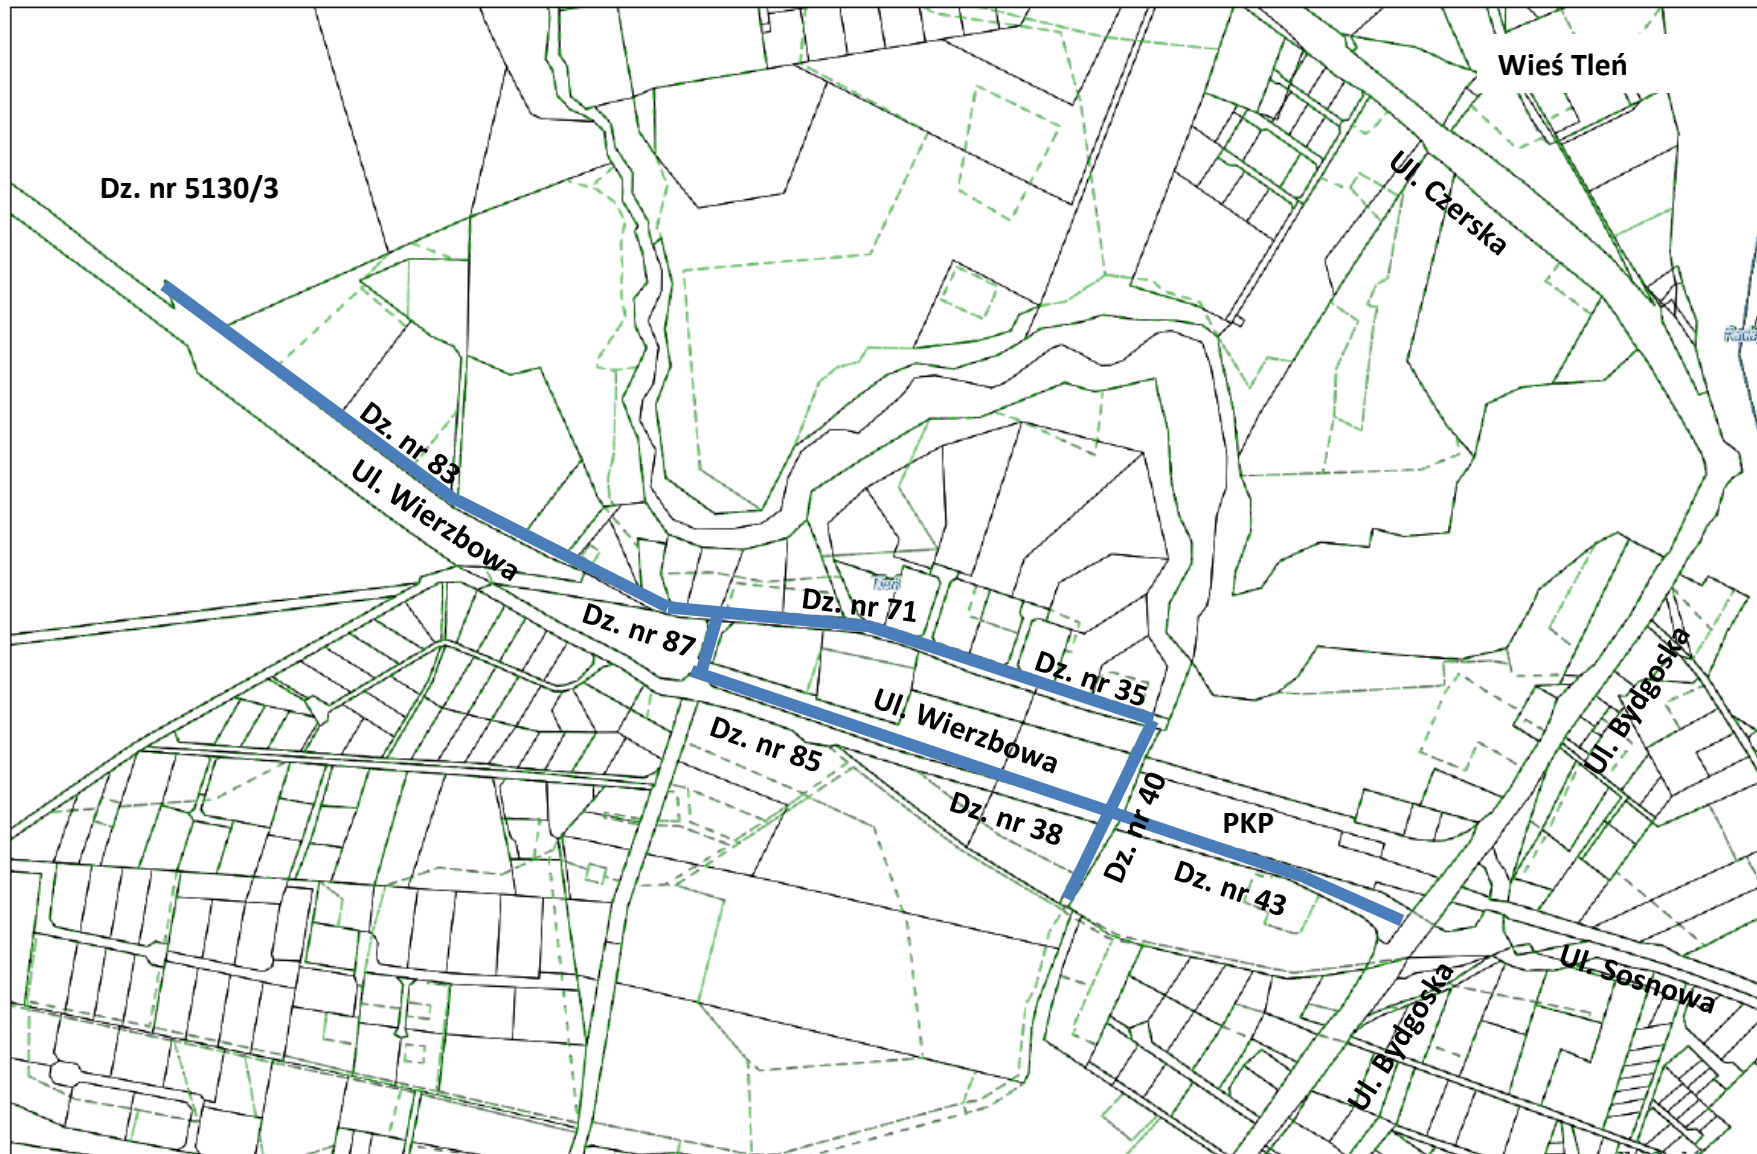 Wieś Tleń
Ul. Czerska
Dz. nr 5130/3
Dz. nr 83
Ul. Wierzbowa
Dz. nr 71
Dz. nr 87
Dz. nr 35
Ul. Bydgoska
Ul. Wierzbowa
Dz. nr 85
Dz. nr 40
Dz. nr 38
PKP
Dz. nr 43
Ul. Sosnowa
Ul. Bydgoska